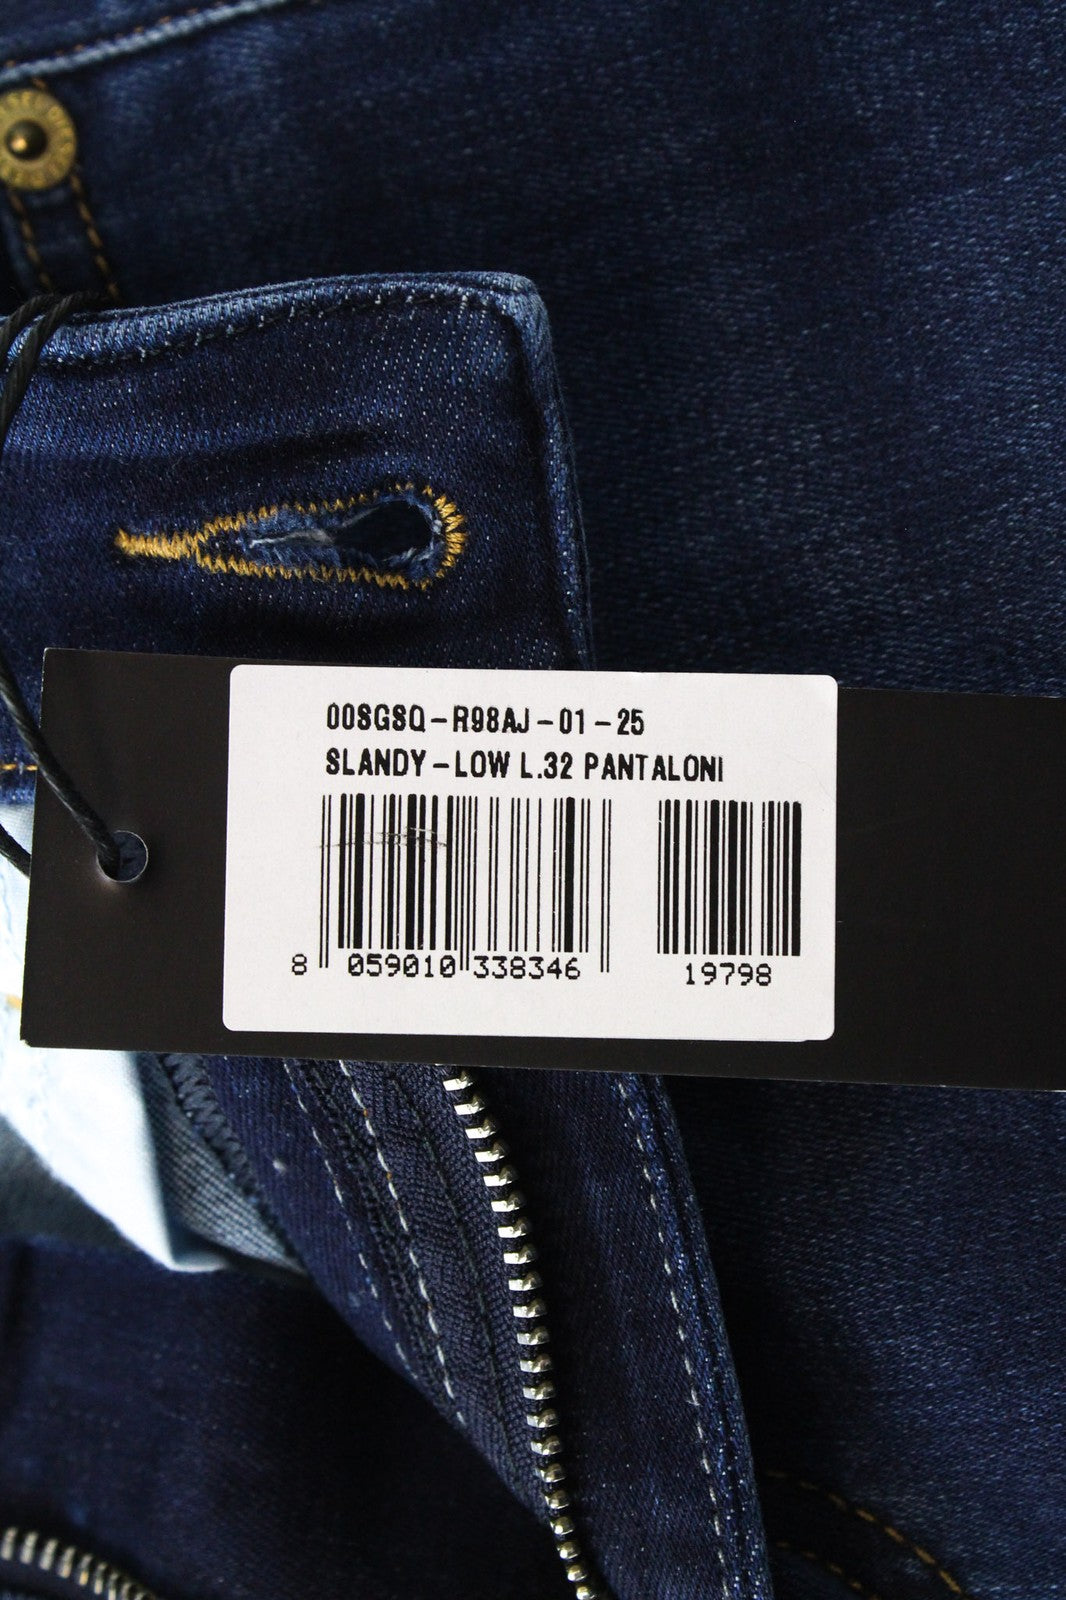 00SGSQ-R98AJ-01-25
SLANDY-LOW L.32 PANTALONI
8 059010 338346
19798